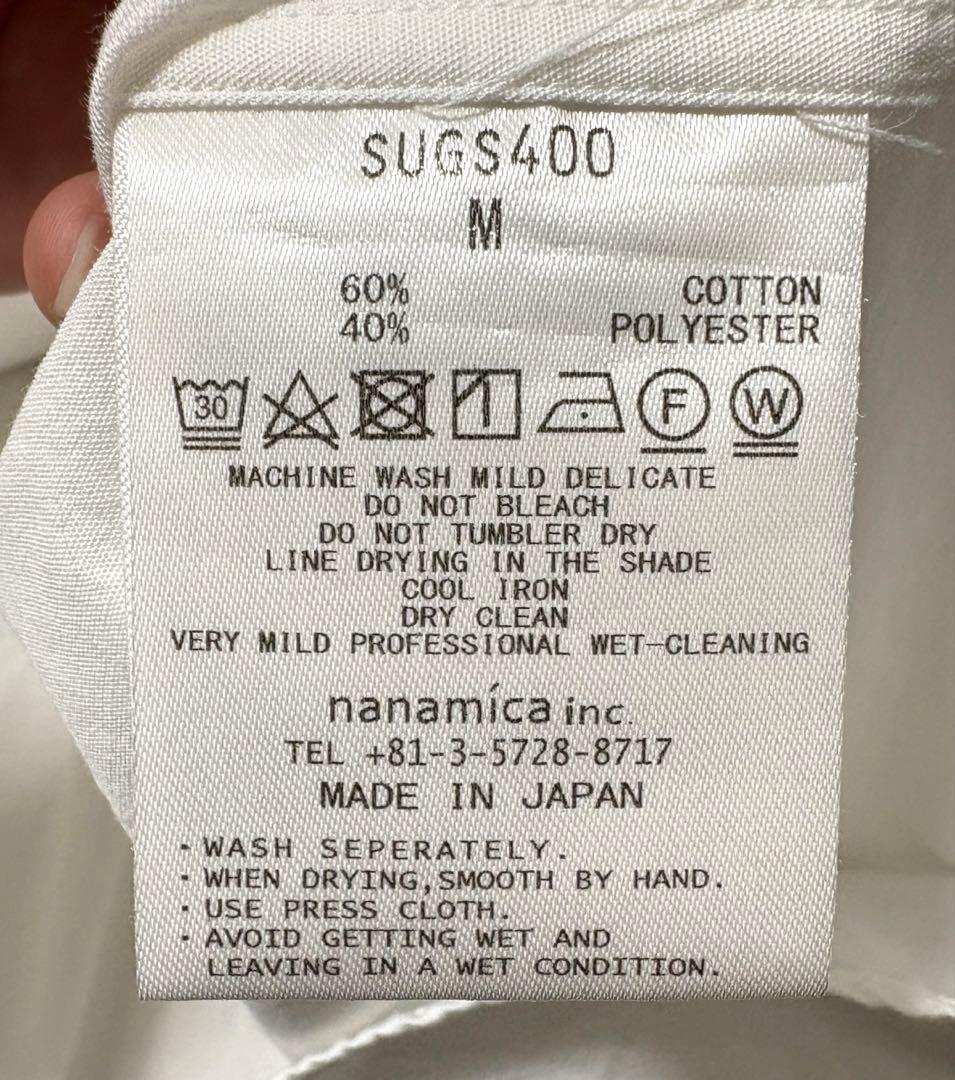 SUGS400
M
60% COTTON
40% POLYESTER
30 F W
MACHINE WASH MILD DELICATE
DO NOT BLEACH
DO NOT TUMBLER DRY
LINE DRYING IN THE SHADE
COOL IRON
DRY CLEAN
VERY MILD PROFESSIONAL WET-CLEANING
nanamíca inc.
TEL +81-3-5728-8717
MADE IN JAPAN
・WASH SEPERATELY.
・WHEN DRYING,SMOOTH BY HAND.
・USE PRESS CLOTH.
・AVOID GETTING WET AND
LEAVING IN A WET CONDITION.